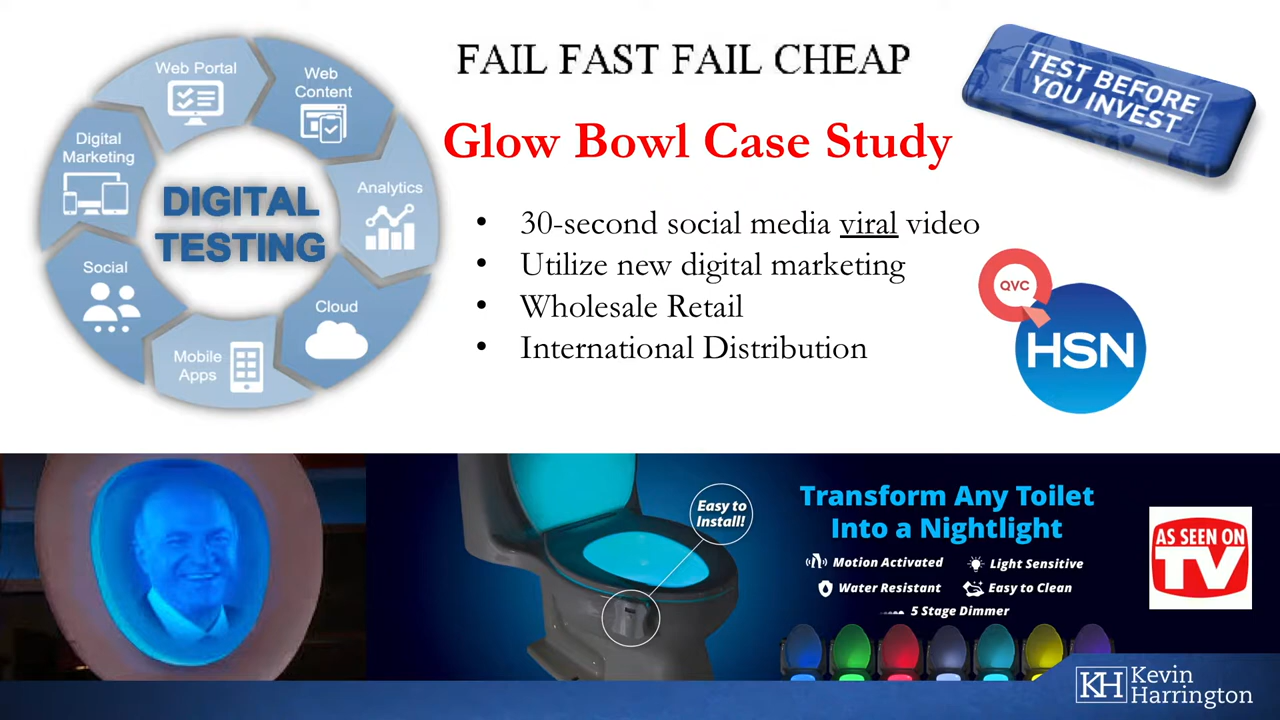 FAIL FAST FAIL CHEAP
Glow Bowl Case Study
TEST BEFORE
YOU INVEST
Web Portal
Web
Content
Digital
Marketing
Analytics
DIGITAL
TESTING
Social
Cloud
Mobile
Apps
• 30-second social media viral video
• Utilize new digital marketing
• Wholesale Retail
• International Distribution
QVC
HSN
Easy to
Install!
Transform Any Toilet
Into a Nightlight
Motion Activated
Light Sensitive
Water Resistant
Easy to Clean
5 Stage Dimmer
AS SEEN ON
TV
KH Kevin
Harrington